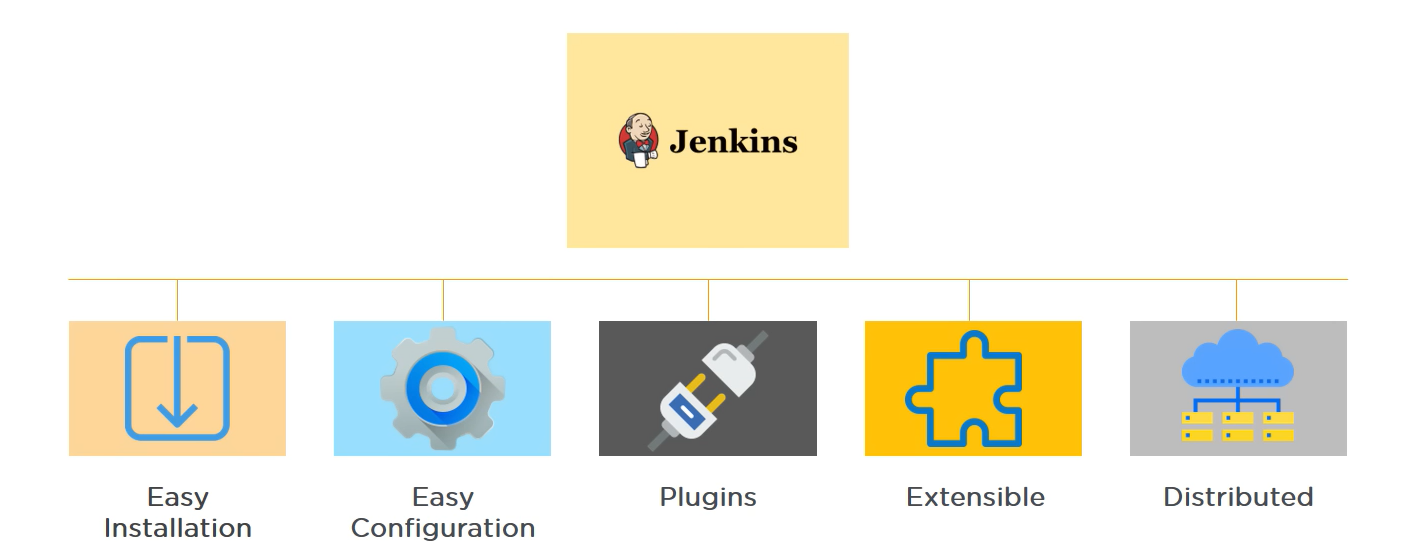 Jenkins
Easy
Installation
Easy
Configuration
Plugins
Extensible
Distributed